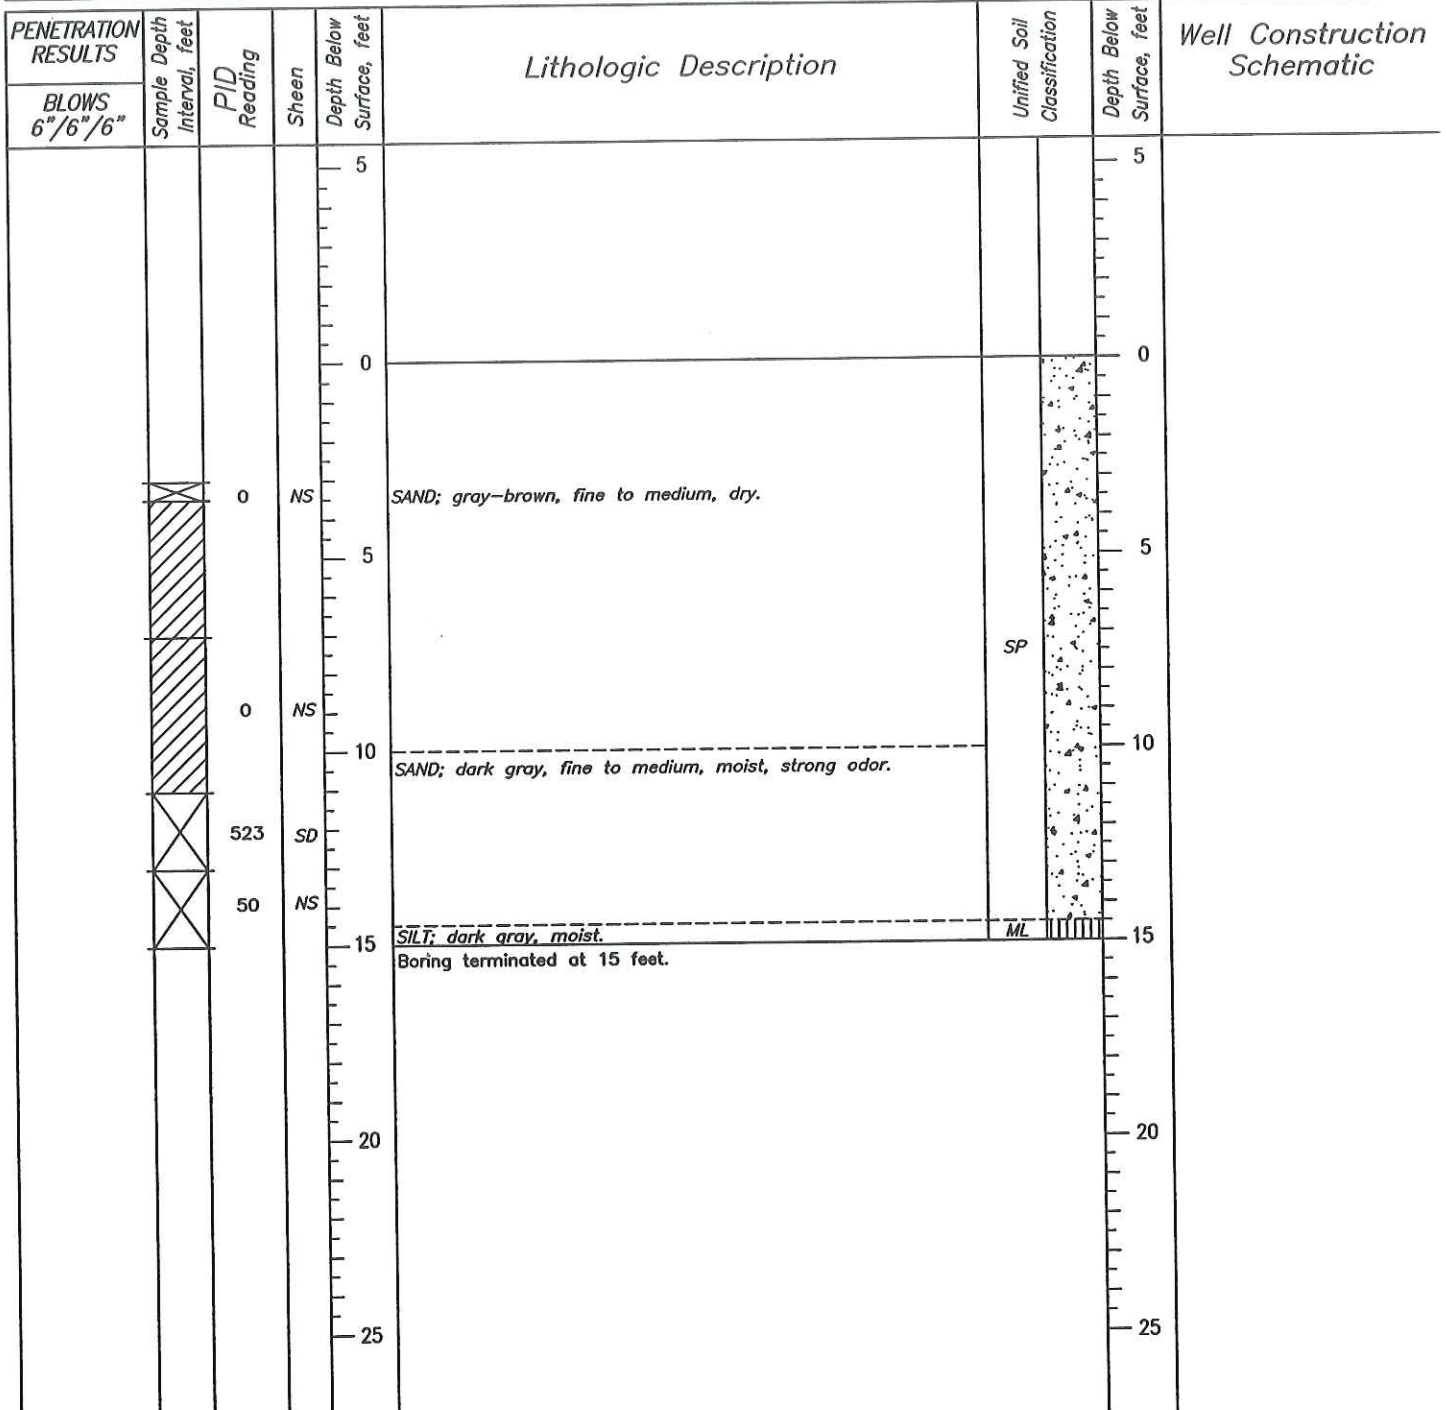 PENETRATION
RESULTS
BLOWS
6"/6"/6"
Sample Depth
Interval, feet
PID
Reading
Sheen
Depth Below
Surface, feet
Lithologic Description
Unified Soil
Classification
Depth Below
Surface, feet
Well Construction
Schematic
5
5
0
0
0
NS
SAND; gray-brown, fine to medium, dry.
5
5
SP
0
NS
10
10
SAND; dark gray, fine to medium, moist, strong odor.
523
SD
50
NS
SILT; dark gray, moist.
ML
15
15
Boring terminated at 15 feet.
20
20
25
25